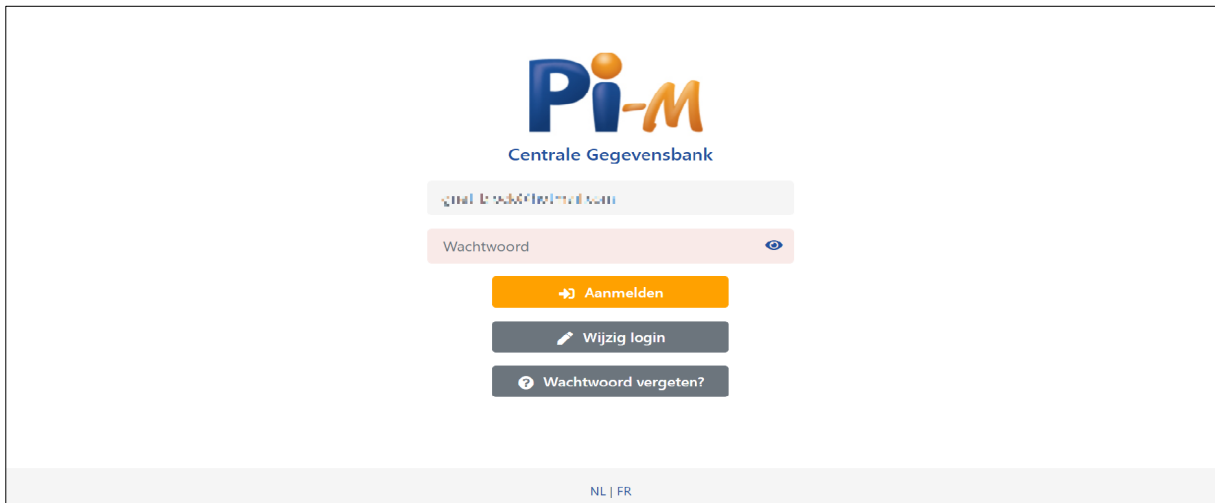 Pi-M
Centrale Gegevensbank
Wachtwoord
Aanmelden
Wijzig login
Wachtwoord vergeten?
NL | FR